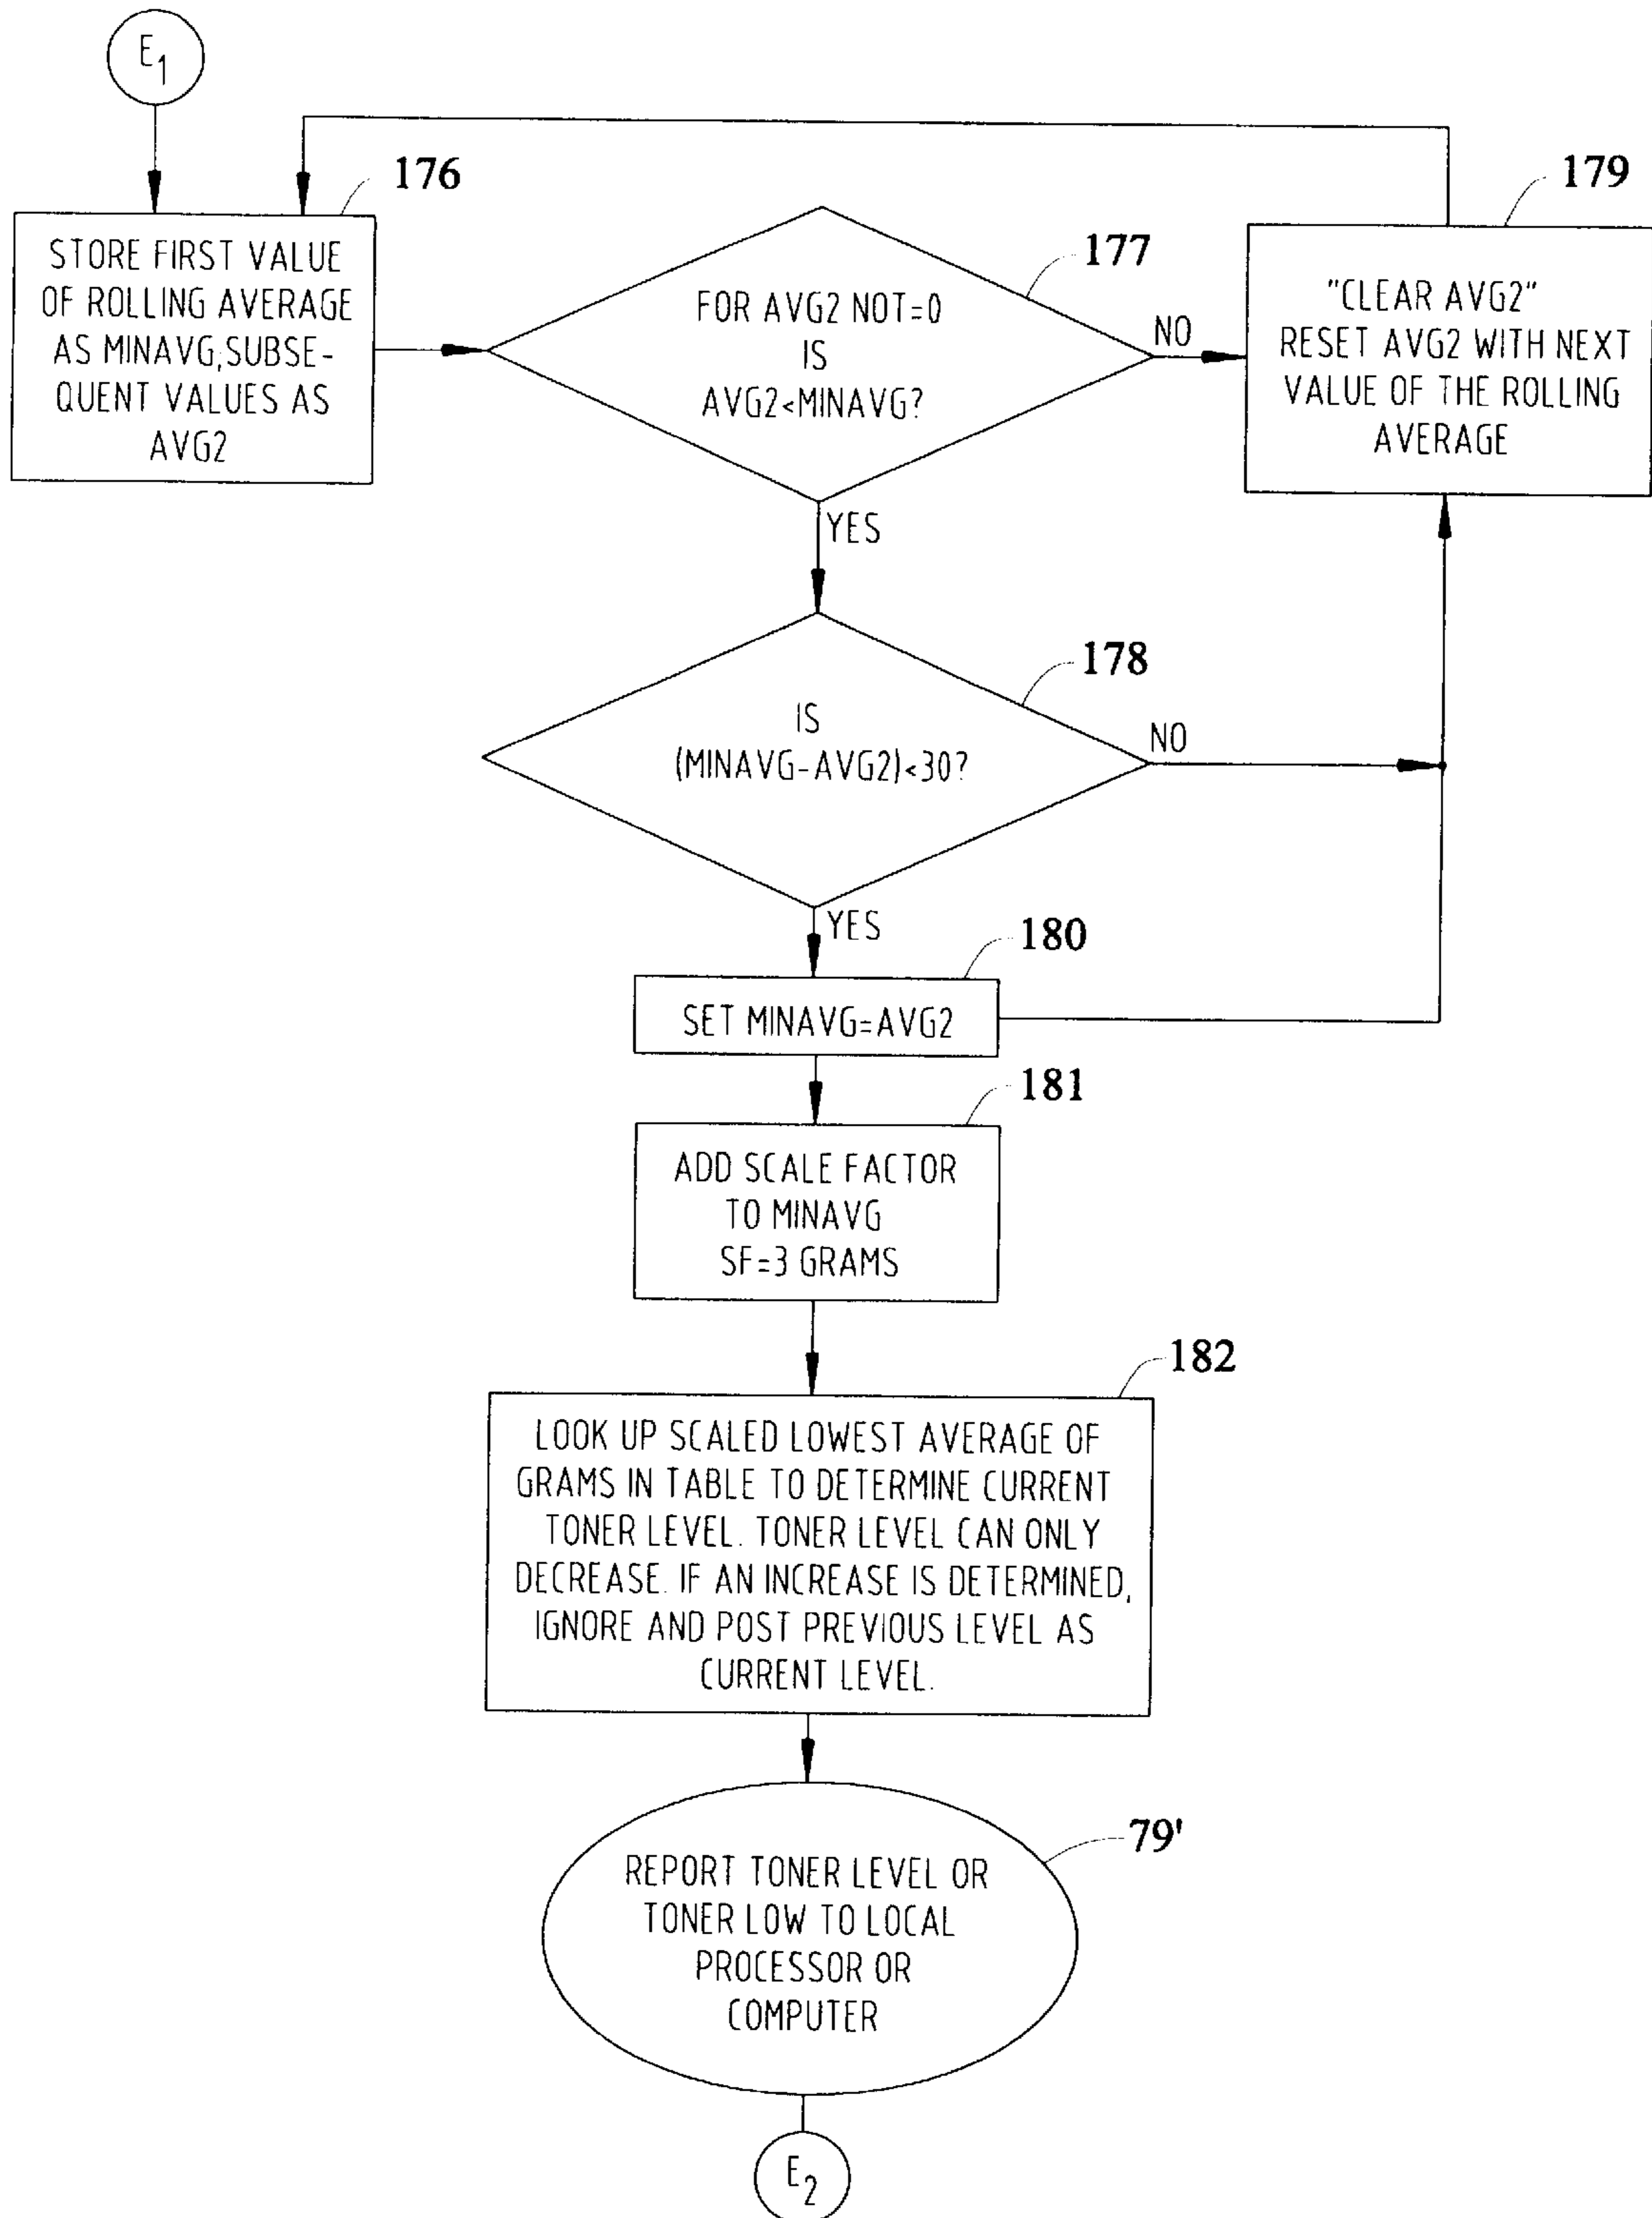 E1
176
STORE FIRST VALUE
OF ROLLING AVERAGE
AS MINAVG,SUBSE-
QUENT VALUES AS
AVG2
177
FOR AVG2 NOT=0
IS
AVG2<MINAVG?
NO
YES
179
"CLEAR AVG2"
RESET AVG2 WITH NEXT
VALUE OF THE ROLLING
AVERAGE
178
IS
(MINAVG-AVG2)<30?
NO
YES
180
SET MINAVG=AVG2
181
ADD SCALE FACTOR
TO MINAVG
SF=3 GRAMS
182
LOOK UP SCALED LOWEST AVERAGE OF
GRAMS IN TABLE TO DETERMINE CURRENT
TONER LEVEL. TONER LEVEL CAN ONLY
DECREASE. IF AN INCREASE IS DETERMINED,
IGNORE AND POST PREVIOUS LEVEL AS
CURRENT LEVEL.
79'
REPORT TONER LEVEL OR
TONER LOW TO LOCAL
PROCESSOR OR
COMPUTER
E2